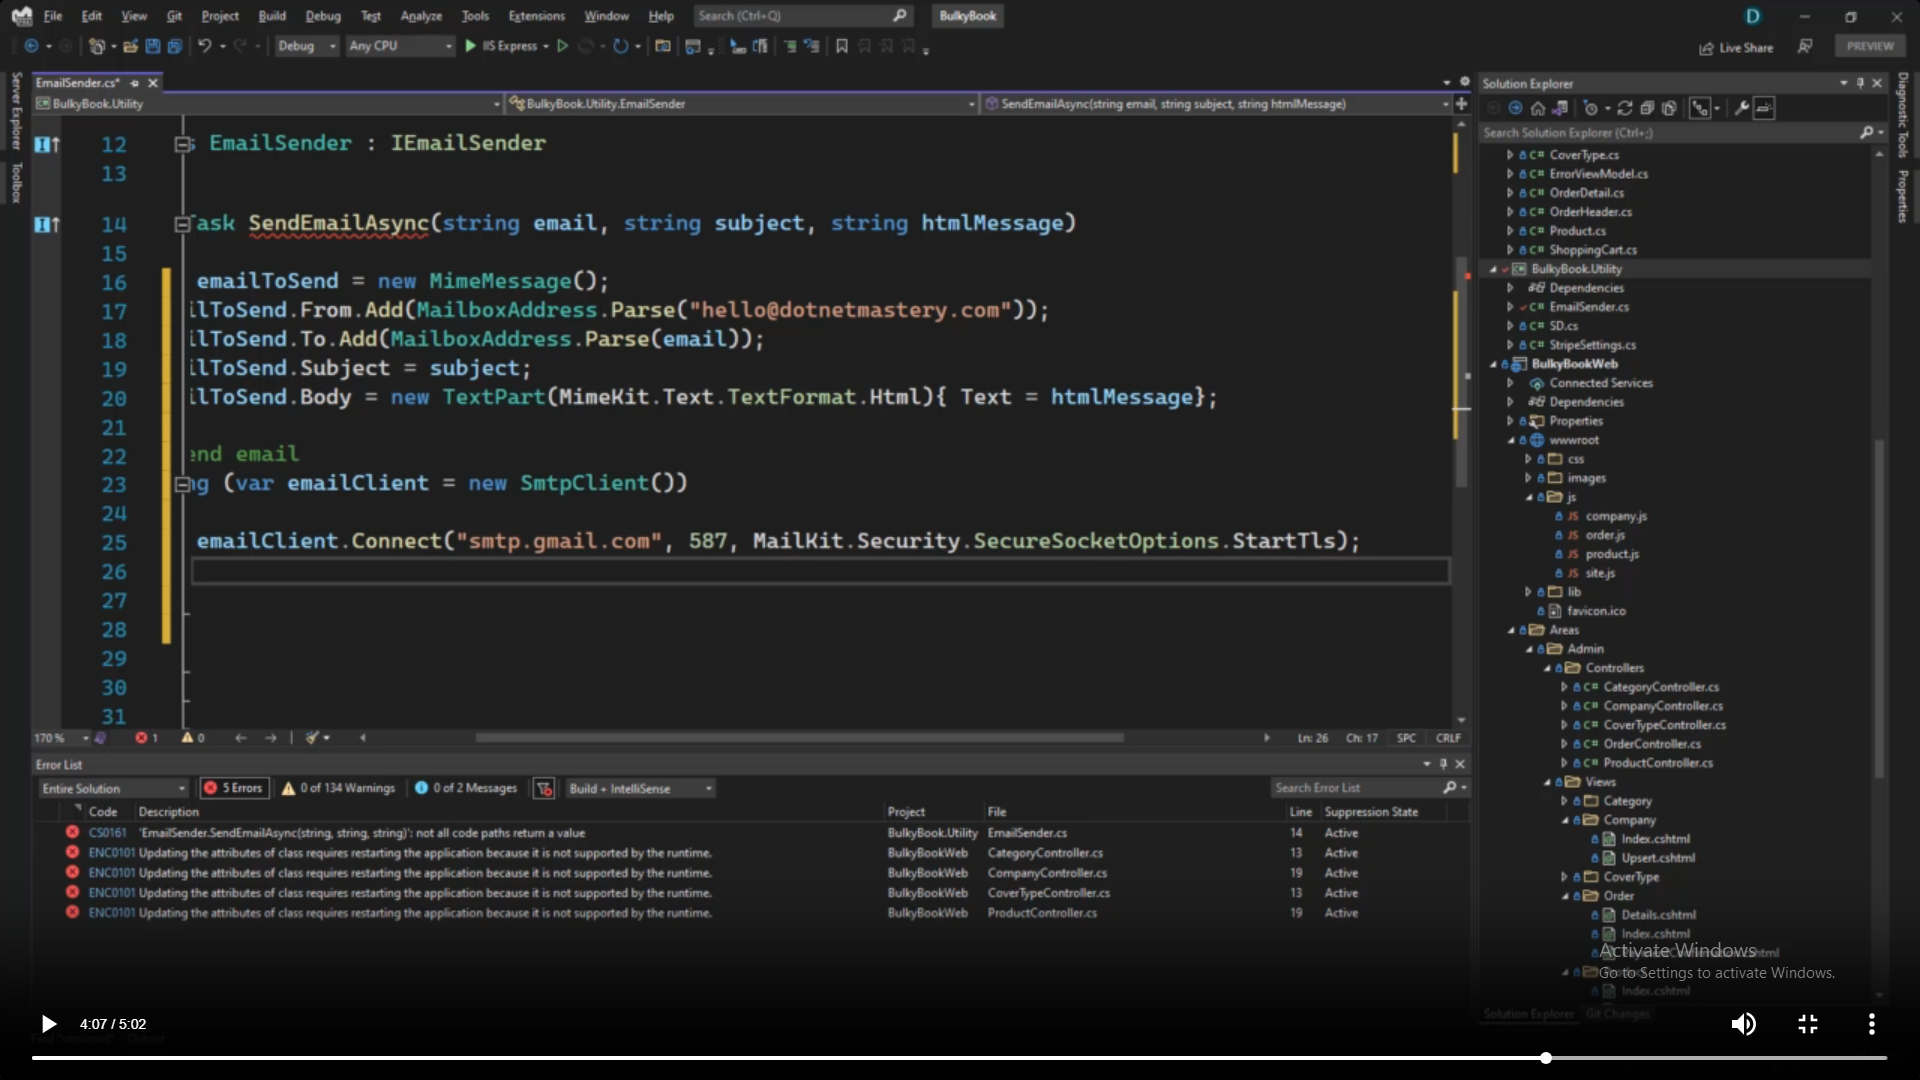 File Edit View Git Project Build Debug Test Analyze Tools Extensions Window Help Search (Ctrl+Q) BulkyBook D
Debug Any CPU IIS Express Live Share PREVIEW
Server Explorer
Toolbox
EmailSender.cs*
BulkyBook.Utility BulkyBook.Utility.EmailSender SendEmailAsync(string email, string subject, string htmlMessage)
12 EmailSender : IEmailSender
13
14 ask SendEmailAsync(string email, string subject, string htmlMessage)
15
16 emailToSend = new MimeMessage();
17 ilToSend.From.Add(MailboxAddress.Parse("hello@dotnetmastery.com"));
18 ilToSend.To.Add(MailboxAddress.Parse(email));
19 ilToSend.Subject = subject;
20 ilToSend.Body = new TextPart(MimeKit.Text.TextFormat.Html){ Text = htmlMessage};
21
22 end email
23 ng (var emailClient = new SmtpClient())
24
25 emailClient.Connect("smtp.gmail.com", 587, MailKit.Security.SecureSocketOptions.StartTls);
26
27
28
29
30
31
170 % 1 0 Ln: 26 Ch: 17 SPC CRLF
Error List
Entire Solution 5 Errors 0 of 134 Warnings 0 of 2 Messages Build + IntelliSense Search Error List
Code Description Project File Line Suppression State
CS0161 'EmailSender.SendEmailAsync(string, string, string)': not all code paths return a value BulkyBook.Utility EmailSender.cs 14 Active
ENC0101 Updating the attributes of class requires restarting the application because it is not supported by the runtime. BulkyBookWeb CategoryController.cs 13 Active
ENC0101 Updating the attributes of class requires restarting the application because it is not supported by the runtime. BulkyBookWeb CompanyController.cs 19 Active
ENC0101 Updating the attributes of class requires restarting the application because it is not supported by the runtime. BulkyBookWeb CoverTypeController.cs 13 Active
ENC0101 Updating the attributes of class requires restarting the application because it is not supported by the runtime. BulkyBookWeb ProductController.cs 19 Active
Solution Explorer
Search Solution Explorer (Ctrl+;)
C# CoverType.cs
C# ErrorViewModel.cs
C# OrderDetail.cs
C# OrderHeader.cs
C# Product.cs
C# ShoppingCart.cs
BulkyBook.Utility
Dependencies
C# EmailSender.cs
C# SD.cs
C# StripeSettings.cs
BulkyBookWeb
Connected Services
Dependencies
Properties
wwwroot
css
images
js
JS company.js
JS order.js
JS product.js
JS site.js
lib
favicon.ico
Areas
Admin
Controllers
C# CategoryController.cs
C# CompanyController.cs
C# CoverTypeController.cs
C# OrderController.cs
C# ProductController.cs
Views
Category
Company
Index.cshtml
Upsert.cshtml
CoverType
Order
Details.cshtml
Index.cshtml
Index.cshtml
Solution Explorer Git Changes
Diagnostic Tools
Properties
Activate Windows
Go to Settings to activate Windows.
4:07 / 5:02